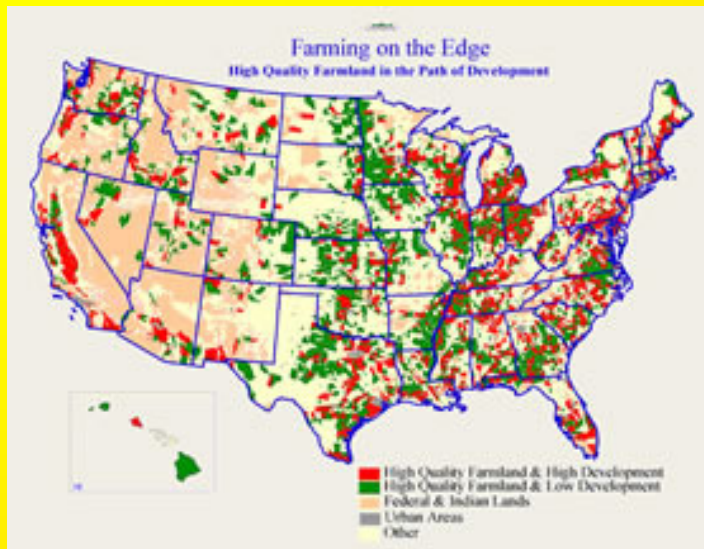 Farming on the Edge
High Quality Farmland in the Path of Development
High Quality Farmland & High Development
High Quality Farmland & Low Development
Federal & Indian Lands
Urban Areas
Other